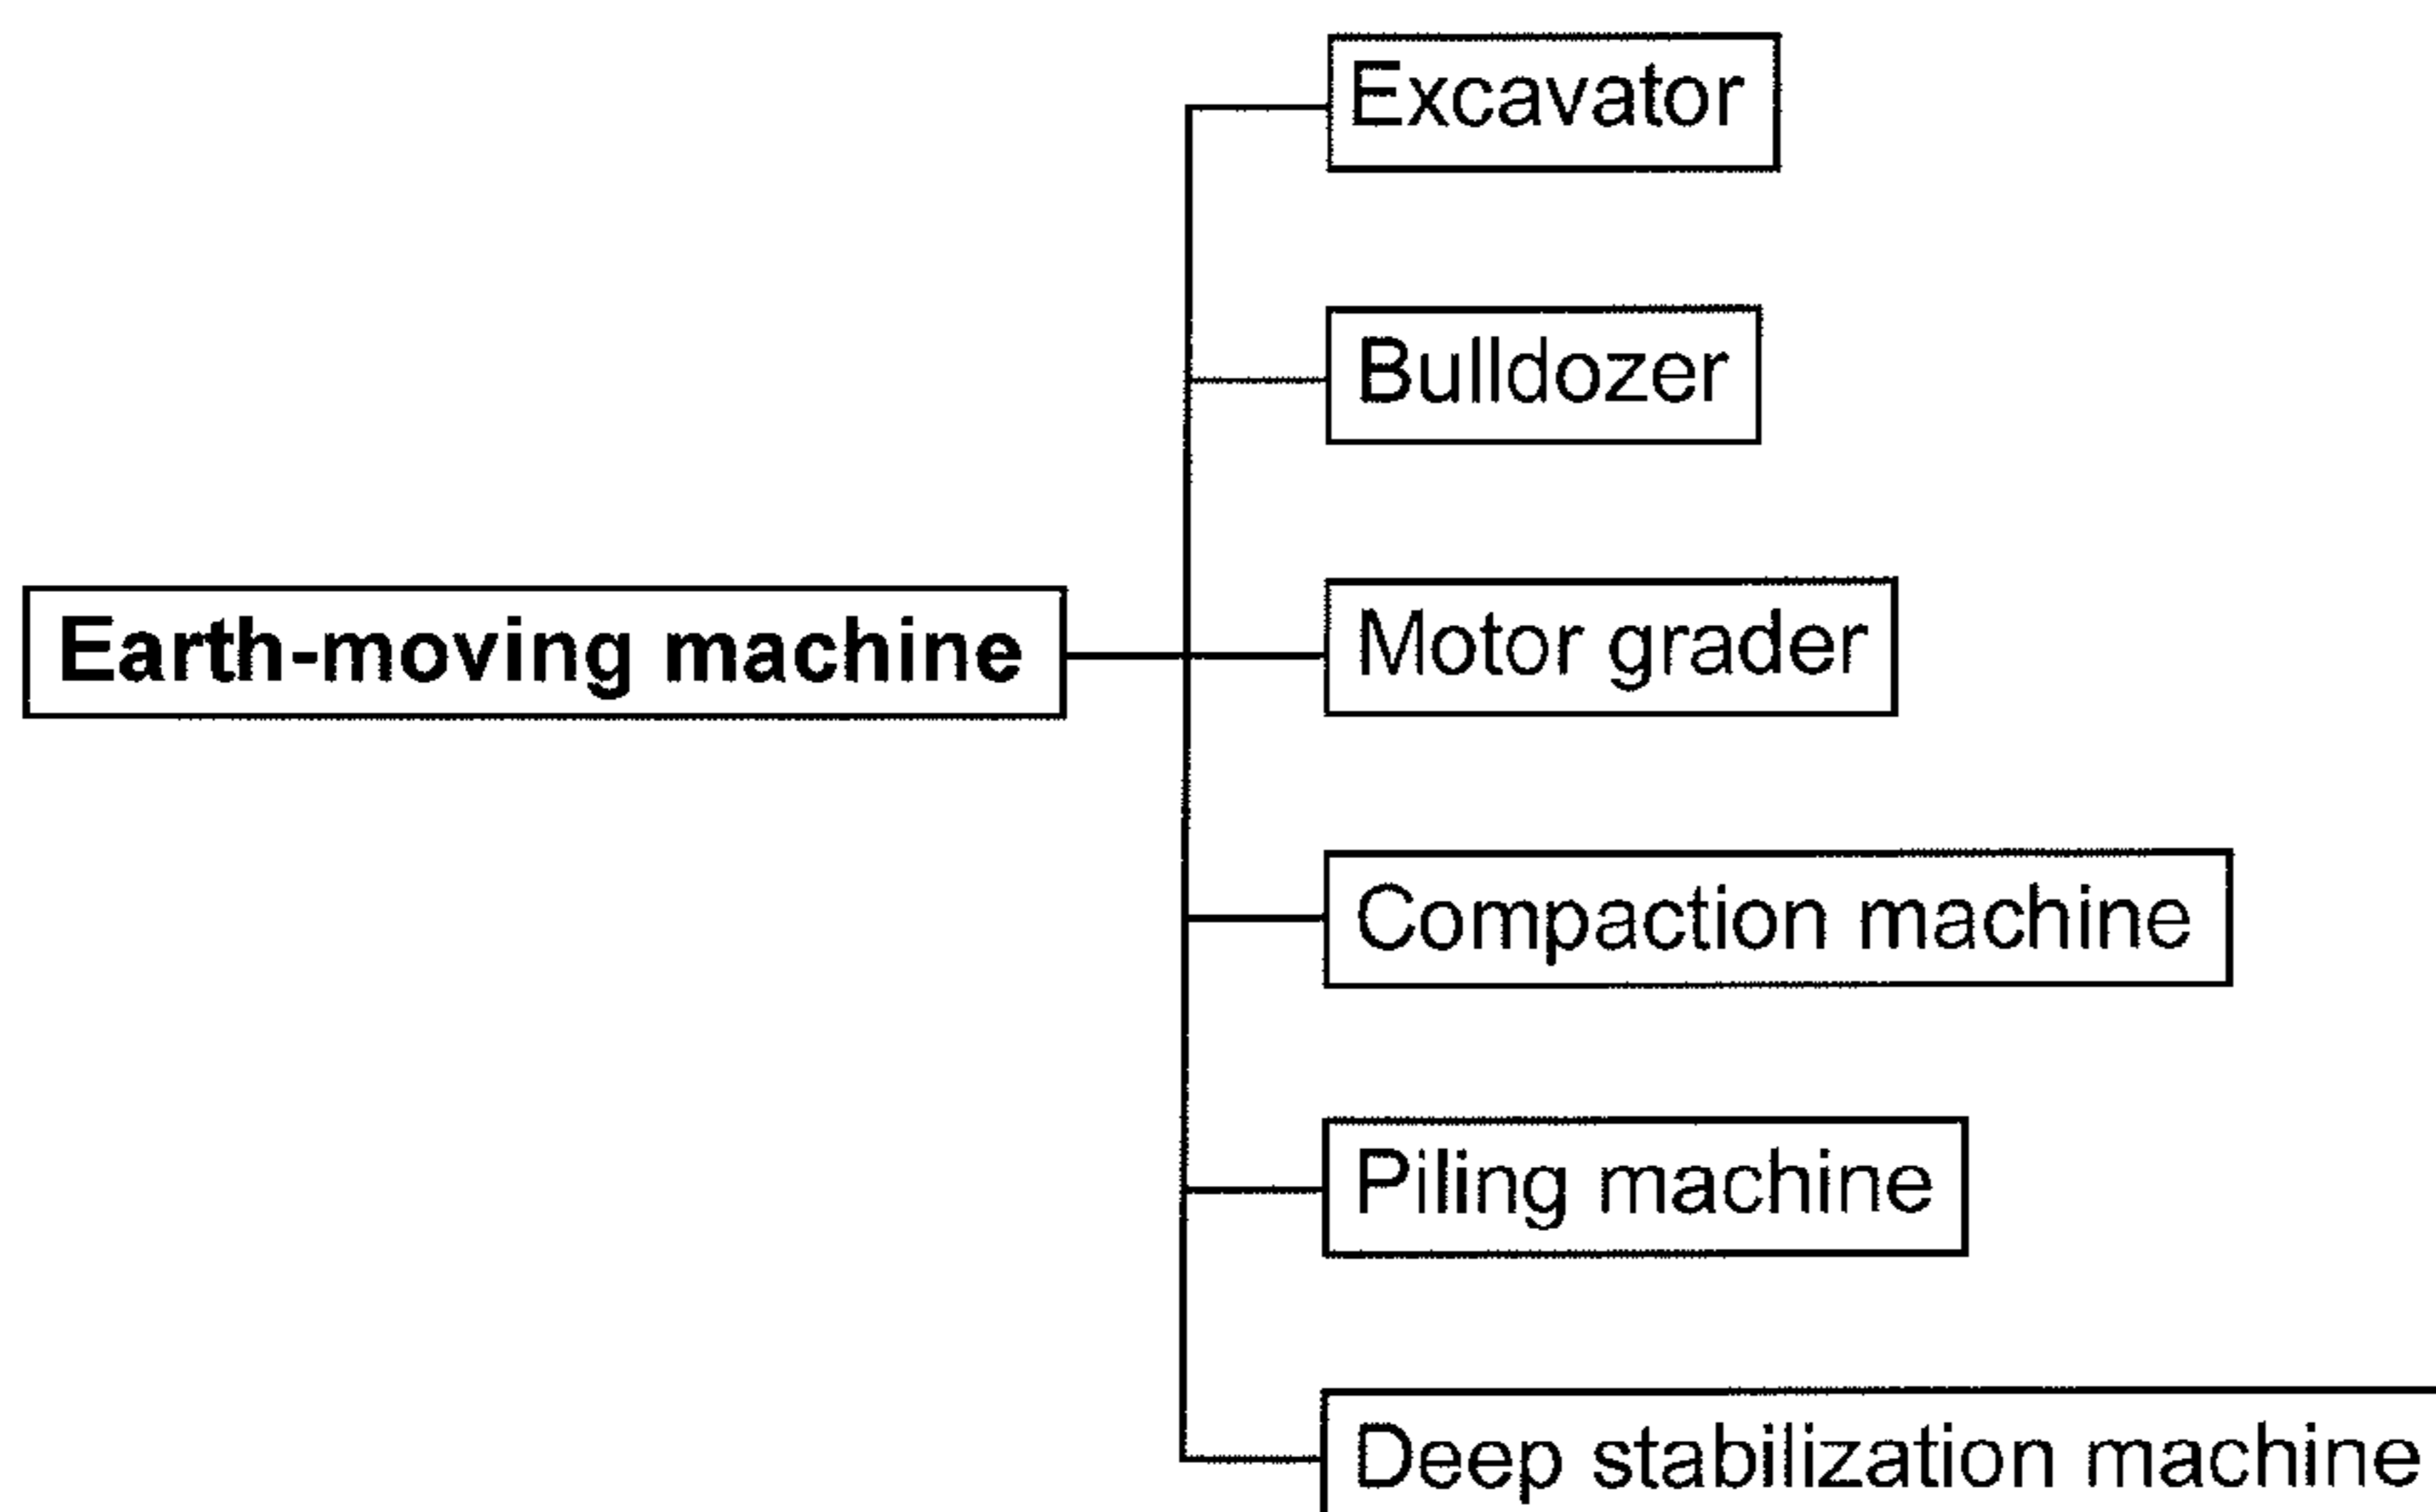 Excavator
Bulldozer
Earth-moving machine
Motor grader
Compaction machine
Piling machine
Deep stabilization machine